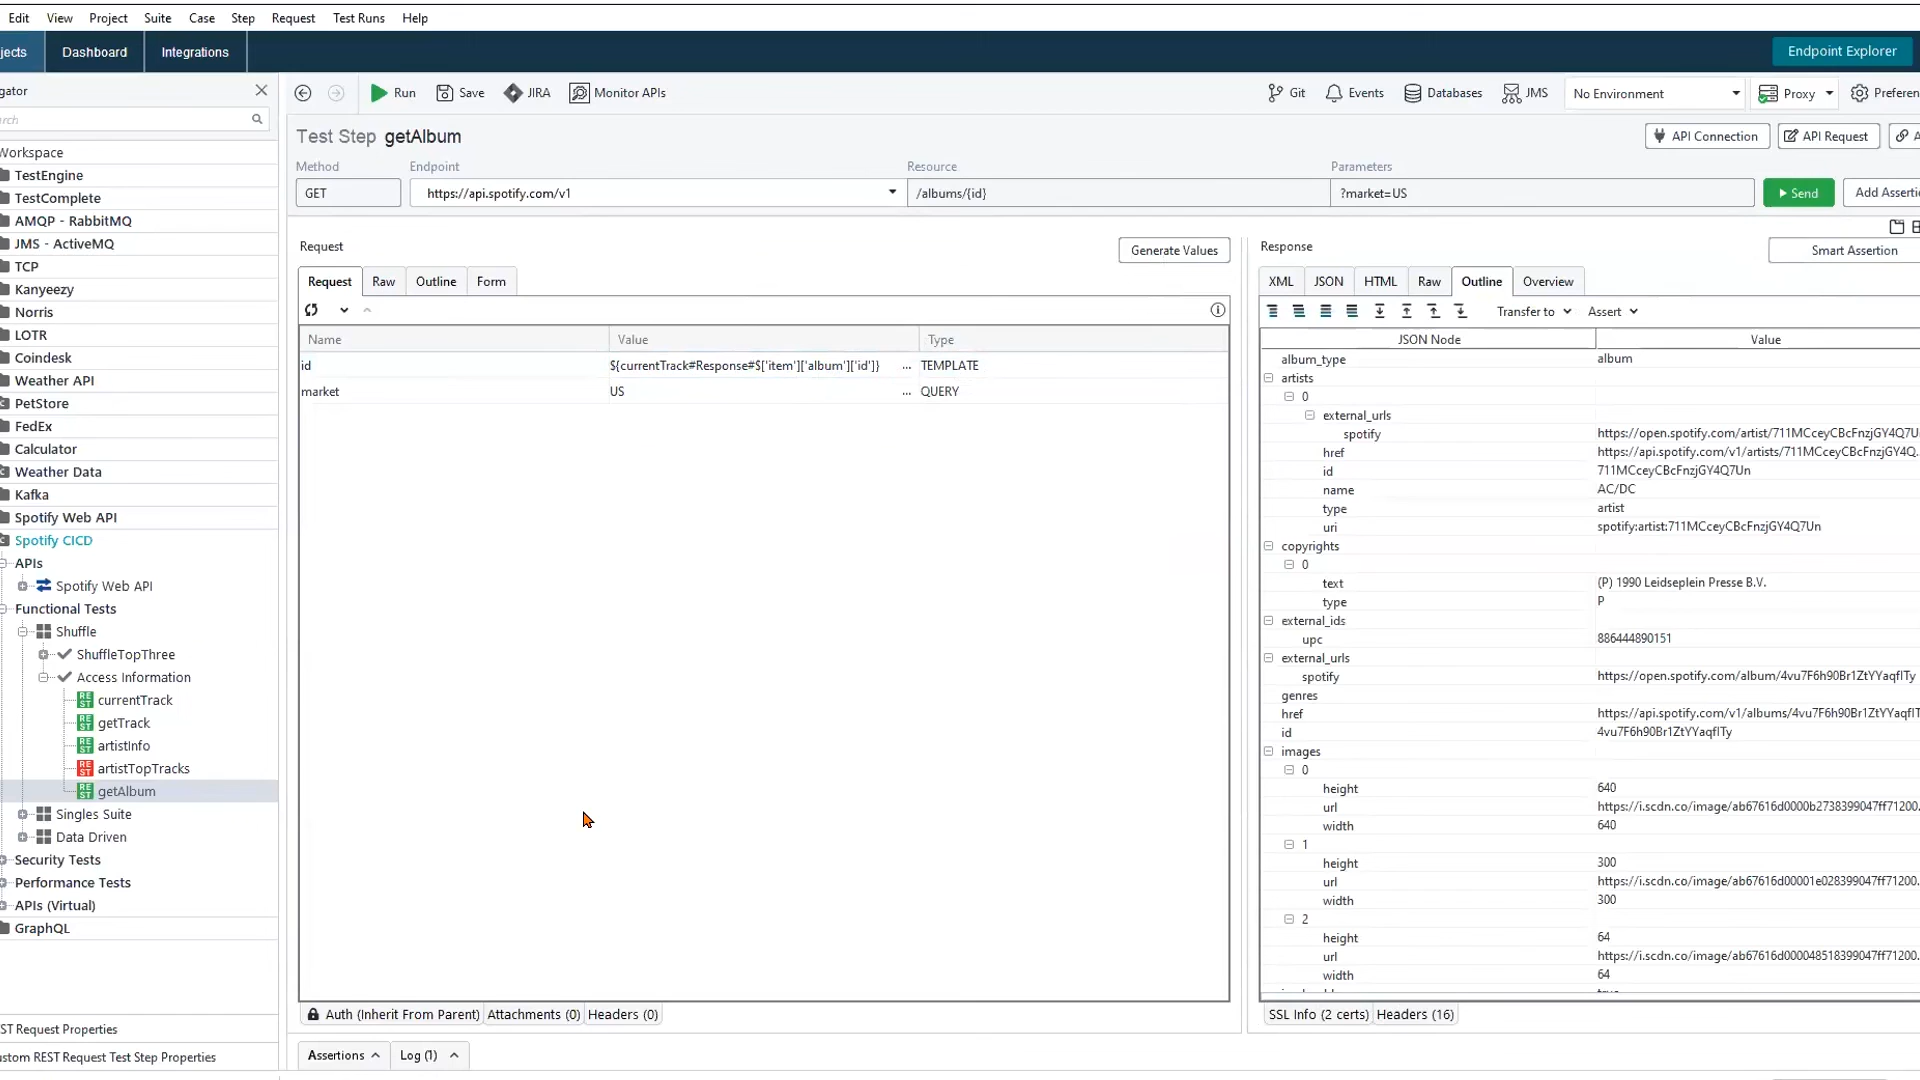 Edit View Project Suite Case Step Request Test Runs Help
jects Dashboard Integrations Endpoint Explorer
gator
Run Save JIRA Monitor APIs Git Events Databases JMS No Environment Proxy Preferen
arch
Test Step getAlbum API Connection API Request A
Method Endpoint Resource Parameters
GET https://api.spotify.com/v1 /albums/{id} ?market=US Send Add Asserti
Workspace
TestEngine
TestComplete
AMQP - RabbitMQ
JMS - ActiveMQ
TCP
Kanyeezy
Norris
LOTR
Coindesk
Weather API
PetStore
FedEx
Calculator
Weather Data
Kafka
Spotify Web API
Spotify CICD
APIs
Spotify Web API
Functional Tests
Shuffle
ShuffleTopThree
Access Information
REST currentTrack
REST getTrack
REST artistInfo
REST artistTopTracks
REST getAlbum
Singles Suite
Data Driven
Security Tests
Performance Tests
APIs (Virtual)
GraphQL
ST Request Properties
ustom REST Request Test Step Properties
Request Generate Values
Request Raw Outline Form
Name Value Type
id ${currentTrack#Response#$['item']['album']['id']} ... TEMPLATE
market US ... QUERY
Auth (Inherit From Parent) Attachments (0) Headers (0)
Assertions Log (1)
Response Smart Assertion
XML JSON HTML Raw Outline Overview
Transfer to Assert
JSON Node Value
album_type album
artists
0
external_urls
spotify https://open.spotify.com/artist/711MCceyCBcFnzjGY4Q7U
href https://api.spotify.com/v1/artists/711MCceyCBcFnzjGY4Q...
id 711MCceyCBcFnzjGY4Q7Un
name AC/DC
type artist
uri spotify:artist:711MCceyCBcFnzjGY4Q7Un
copyrights
0
text (P) 1990 Leidseplein Presse B.V.
type P
external_ids
upc 886444890151
external_urls
spotify https://open.spotify.com/album/4vu7F6h90Br1ZtYYaqfITy
genres
href https://api.spotify.com/v1/albums/4vu7F6h90Br1ZtYYaqfIT
id 4vu7F6h90Br1ZtYYaqfITy
images
0
height 640
url https://i.scdn.co/image/ab67616d0000b2738399047ff71200...
width 640
1
height 300
url https://i.scdn.co/image/ab67616d00001e028399047ff71200...
width 300
2
height 64
url https://i.scdn.co/image/ab67616d000048518399047ff71200...
width 64
SSL Info (2 certs) Headers (16)